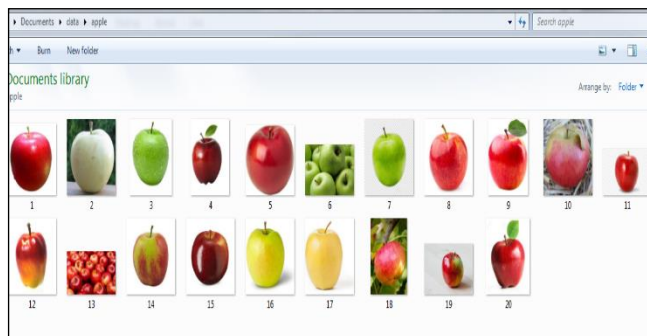 Documents ▸ data ▸ apple
Search apple
Burn New folder
Documents library
apple
Arrange by: Folder
1 2 3 4 5 6 7 8 9 10 11
12 13 14 15 16 17 18 19 20